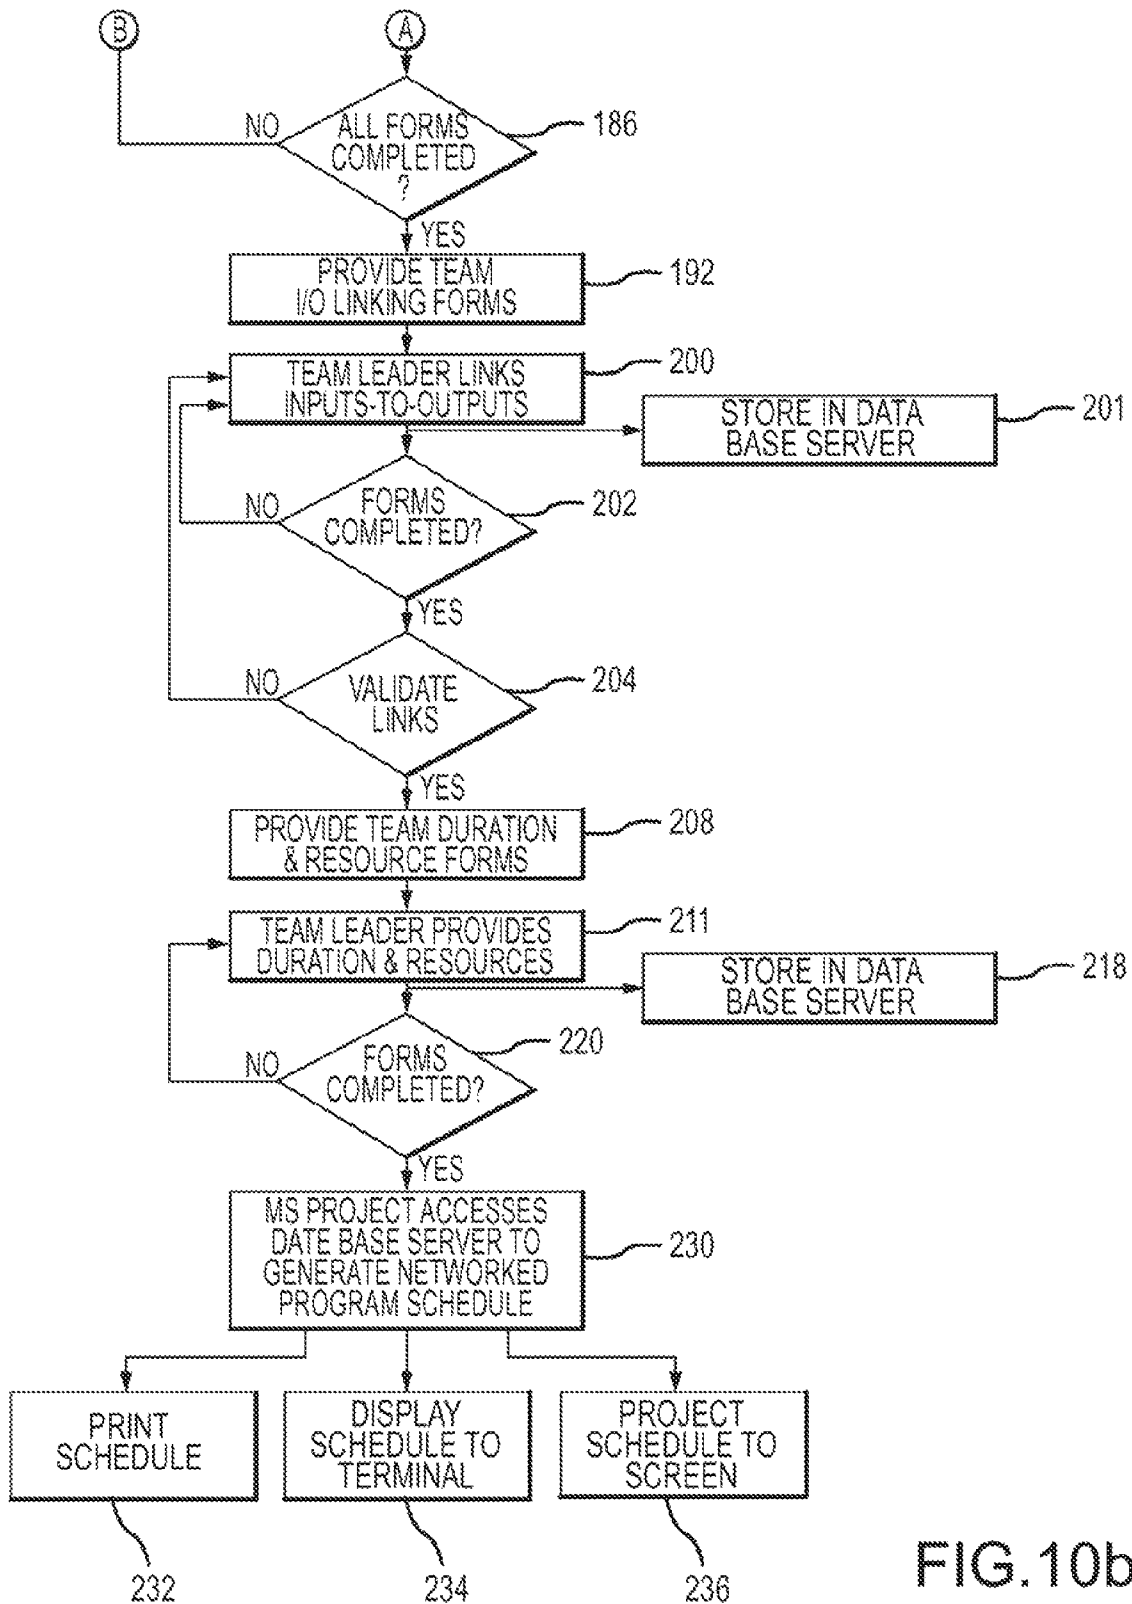 B
A
NO
ALL FORMS
COMPLETED
?
186
YES
PROVIDE TEAM
I/O LINKING FORMS
192
TEAM LEADER LINKS
INPUTS-TO-OUTPUTS
200
STORE IN DATA
BASE SERVER
201
NO
FORMS
COMPLETED?
202
YES
NO
VALIDATE
LINKS
204
YES
PROVIDE TEAM DURATION
& RESOURCE FORMS
208
TEAM LEADER PROVIDES
DURATION & RESOURCES
211
STORE IN DATA
BASE SERVER
218
NO
FORMS
COMPLETED?
220
YES
MS PROJECT ACCESSES
DATE BASE SERVER TO
GENERATE NETWORKED
PROGRAM SCHEDULE
230
PRINT
SCHEDULE
DISPLAY
SCHEDULE TO
TERMINAL
PROJECT
SCHEDULE TO
SCREEN
232
234
236
FIG.10b